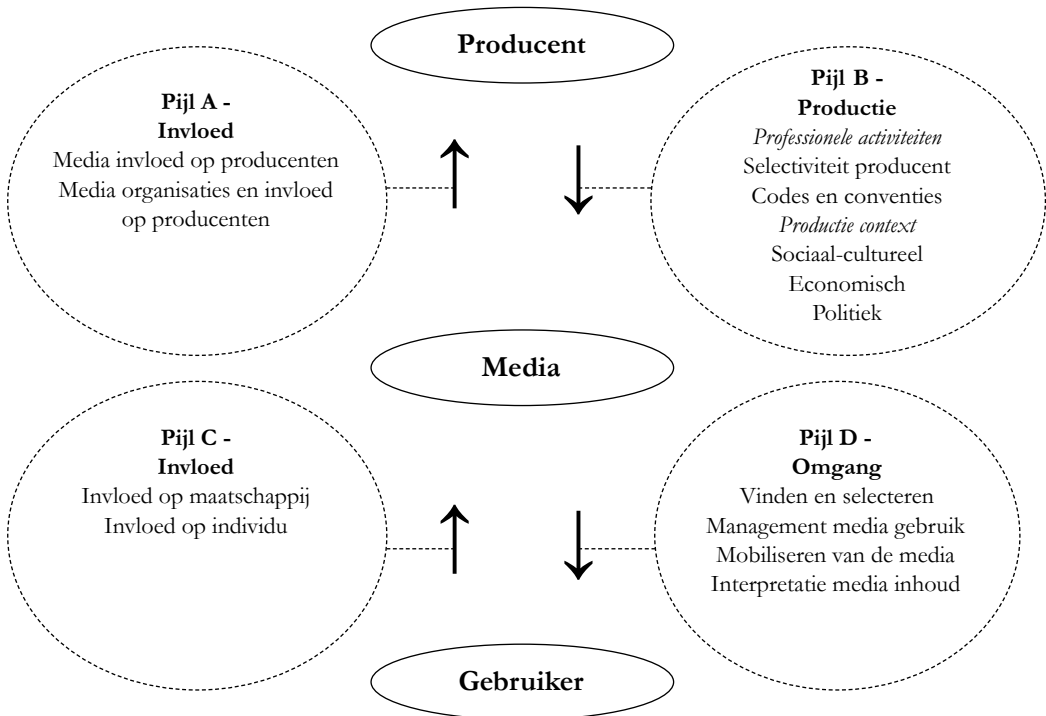 Producent
Pijl A -
Invloed
Media invloed op producenten
Media organisaties en invloed
op producenten
Pijl B -
Productie
Professionele activiteiten
Selectiviteit producent
Codes en conventies
Productie context
Sociaal-cultureel
Economisch
Politiek
Media
Pijl C -
Invloed
Invloed op maatschappij
Invloed op individu
Pijl D -
Omgang
Vinden en selecteren
Management media gebruik
Mobiliseren van de media
Interpretatie media inhoud
Gebruiker